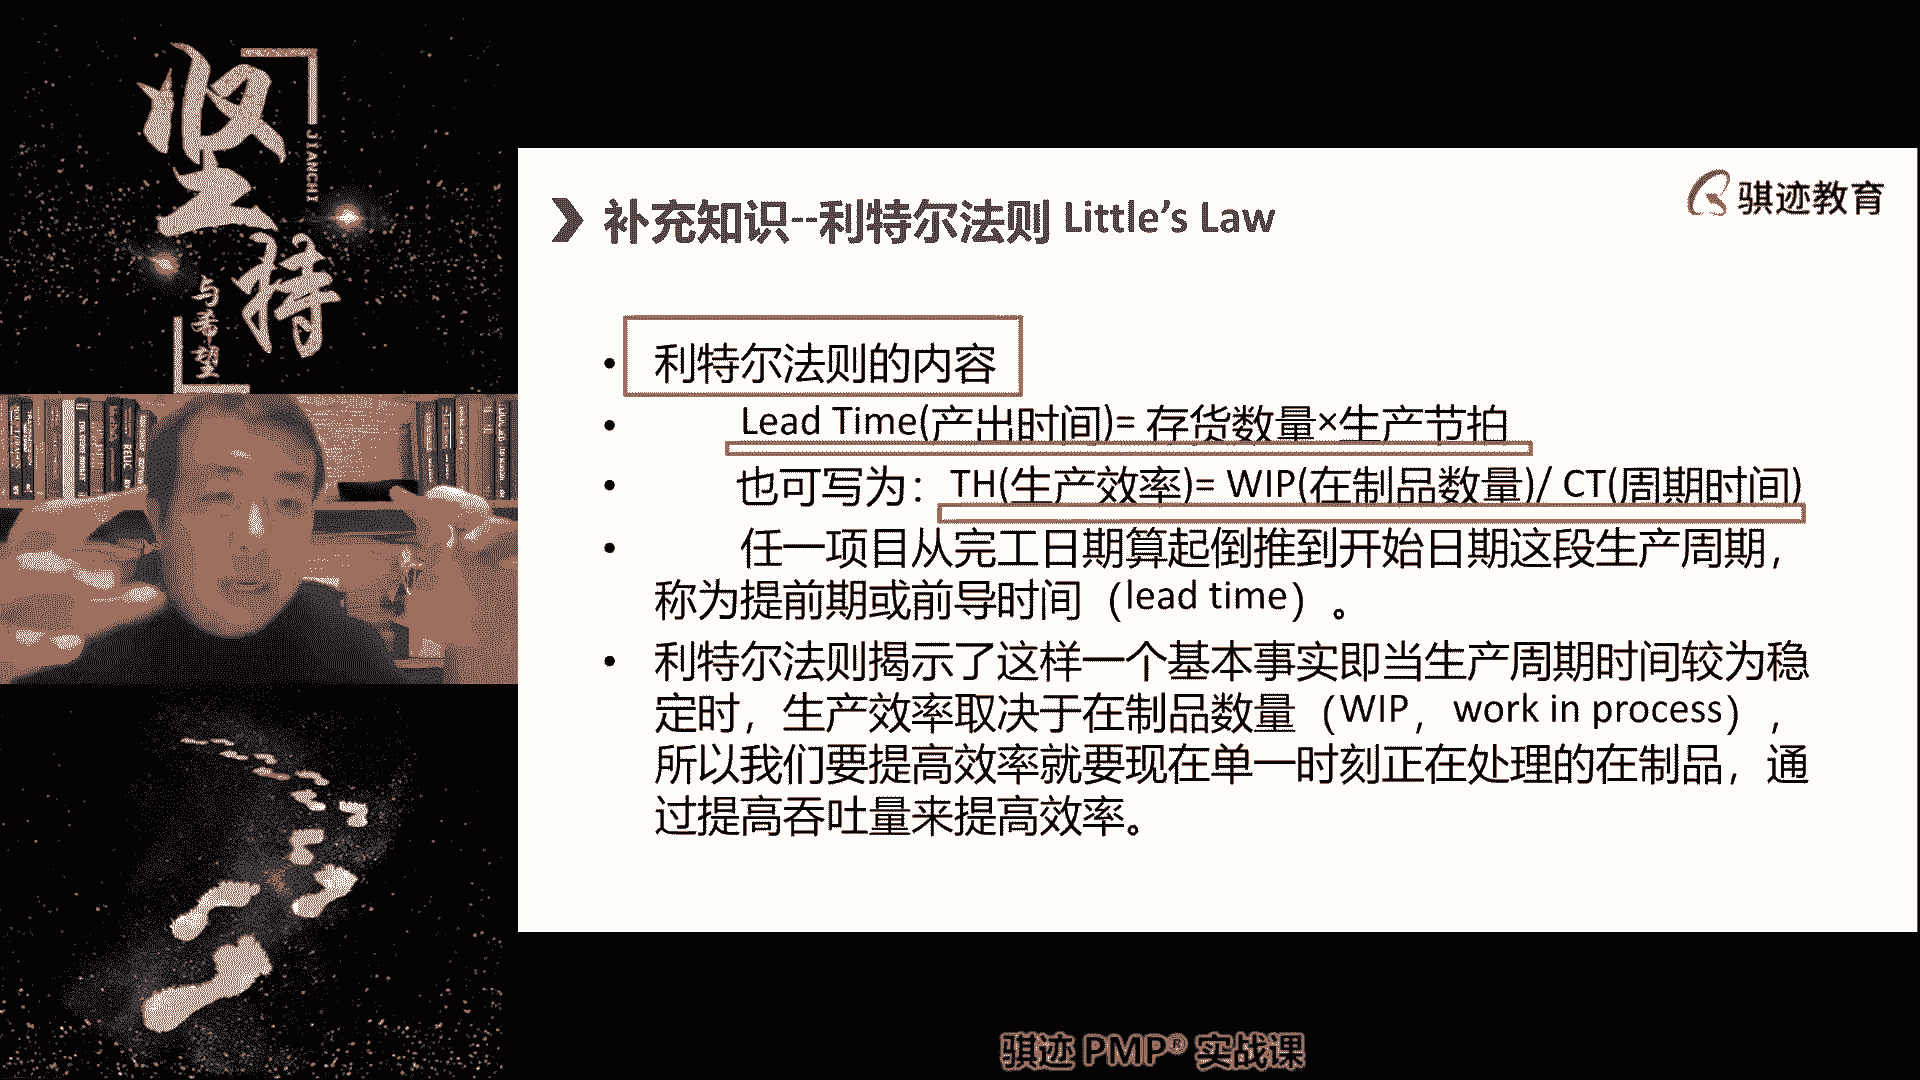 坚
持
JIANCHI
与希望
骐迹教育
补充知识--利特尔法则 Little's Law
• 利特尔法则的内容
• Lead Time(产出时间)= 存货数量×生产节拍
• 也可写为：TH(生产效率)= WIP(在制品数量)/ CT(周期时间)
• 任一项目从完工日期算起倒推到开始日期这段生产周期，
称为提前期或前导时间（lead time）。
• 利特尔法则揭示了这样一个基本事实即当生产周期时间较为稳
定时，生产效率取决于在制品数量（WIP，work in process），
所以我们要提高效率就要现在单一时刻正在处理的在制品，通
过提高吞吐量来提高效率。
骐迹 PMP® 实战课